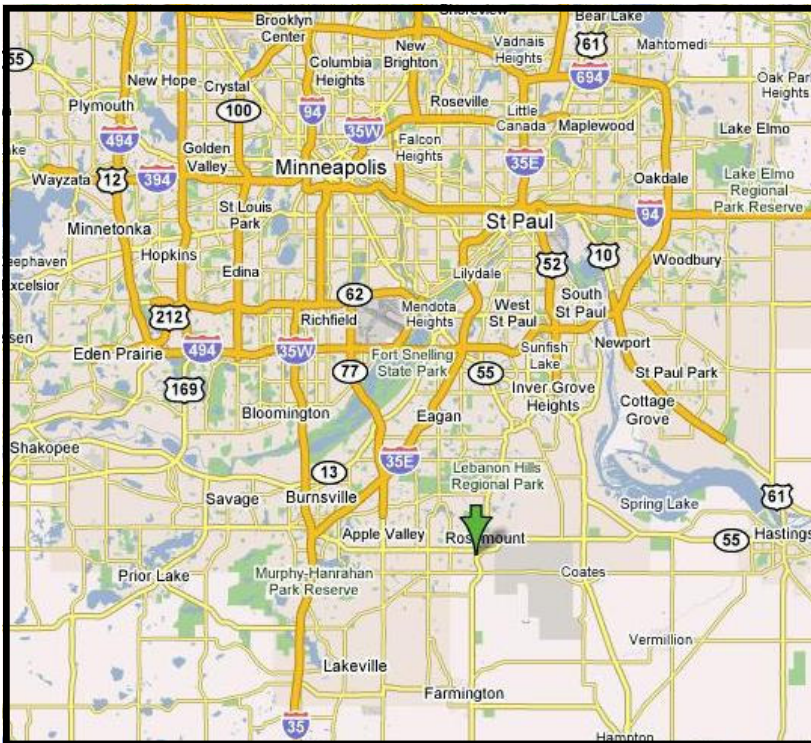 Brooklyn
Center
Bear Lake
61
Vadnais
Heights
Mahtomedi
New
Brighton
55
Columbia
Heights
New Hope
Crystal
694
Oak Par
Heights
Plymouth
100
94
35W
Roseville
Little
Canada
Maplewood
Lake Elmo
494
Golden
Valley
Falcon
Heights
Minneapolis
35E
Wayzata
12
394
Oakdale
Lake Elmo
Regional
Park Reserve
St Louis
Park
94
Minnetonka
St Paul
Hopkins
Edina
Lilydale
52
10
Woodbury
eephaven
Excelsior
62
Mendota
Heights
West
St Paul
South
St Paul
212
Richfield
ssen
Eden Prairie
494
35W
Fort Snelling
State Park
Sunfish
Lake
Newport
77
55
St Paul Park
169
Inver Grove
Heights
Cottage
Grove
Bloomington
Eagan
Shakopee
13
35E
Lebanon Hills
Regional Park
Savage
Burnsville
Spring Lake
61
Apple Valley
Rosemount
55
Hastings
Prior Lake
Murphy-Hanrahan
Park Reserve
Coates
Vermillion
Lakeville
Farmington
35
Hampton